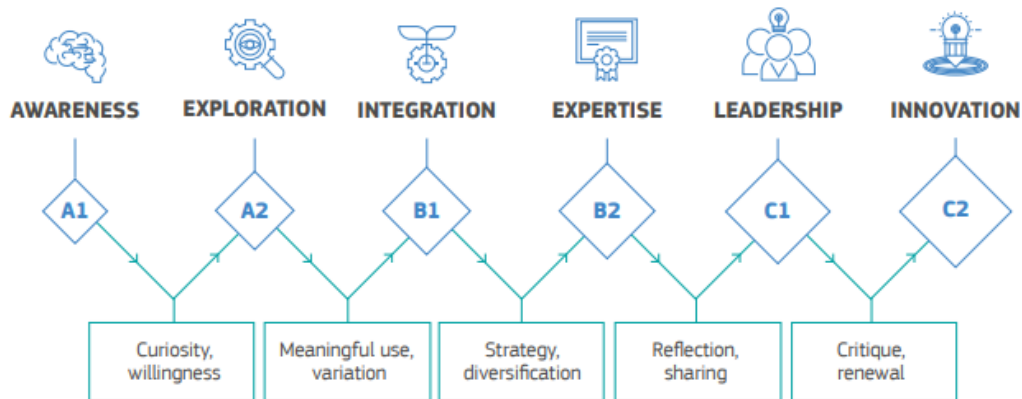 AWARENESS
EXPLORATION
INTEGRATION
EXPERTISE
LEADERSHIP
INNOVATION
A1
A2
B1
B2
C1
C2
Curiosity,
willingness
Meaningful use,
variation
Strategy,
diversification
Reflection,
sharing
Critique,
renewal